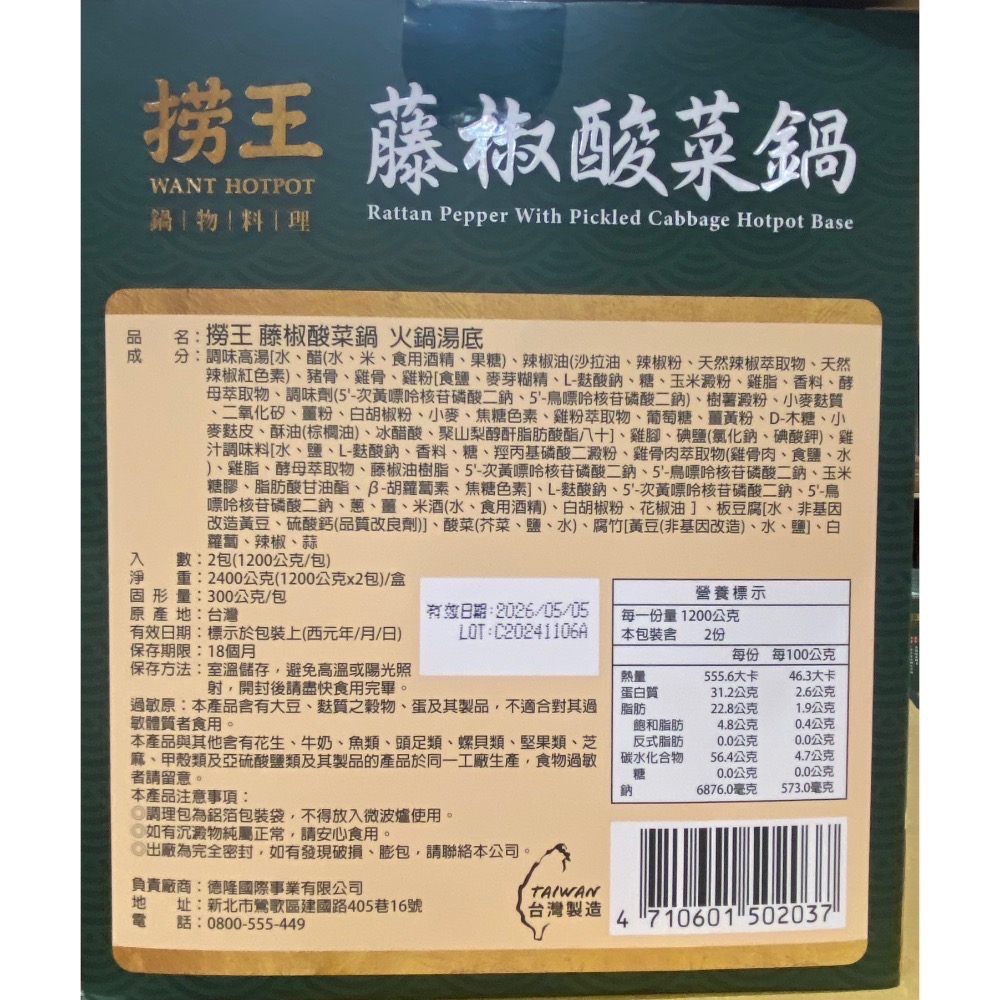 撈王
WANT HOTPOT
鍋|物|料|理
藤椒酸菜鍋
Rattan Pepper With Pickled Cabbage Hotpot Base
品 名：撈王 藤椒酸菜鍋 火鍋湯底
成 分：調味高湯[水、醋(水、米、食用酒精、果糖)、辣椒油(沙拉油、辣椒粉、天然辣椒萃取物、天然
辣椒紅色素)、豬骨、雞骨、雞粉[食鹽、麥芽糊精、L-麩酸鈉、糖、玉米澱粉、雞脂、香料、酵
母萃取物、調味劑(5'-次黃嘌呤核苷磷酸二鈉、5'-鳥嘌呤核苷磷酸二鈉)、樹薯澱粉、小麥麩質
、二氧化矽、薑粉、白胡椒粉、小麥、焦糖色素、雞粉萃取物、葡萄糖、薑黃粉、D-木糖、小
麥麩皮、酥油(棕櫚油)、冰醋酸、聚山梨醇酐脂肪酸酯八十]、雞腳、碘鹽(氯化鈉、碘酸鉀)、雞
汁調味料[水、鹽、L-麩酸鈉、香料、糖、羥丙基磷酸二澱粉、雞骨肉萃取物(雞骨肉、食鹽、水
)、雞脂、酵母萃取物、藤椒油樹脂、5'-次黃嘌呤核苷磷酸二鈉、5'-鳥嘌呤核苷磷酸二鈉、玉米
糖膠、脂肪酸甘油酯、β-胡蘿蔔素、焦糖色素]、L-麩酸鈉、5'-次黃嘌呤核苷磷酸二鈉、5'-鳥
嘌呤核苷磷酸二鈉、蔥、薑、米酒(水、食用酒精)、白胡椒粉、花椒油 ]、板豆腐[水、非基因
改造黃豆、硫酸鈣(品質改良劑)]、酸菜(芥菜、鹽、水)、腐竹[黃豆(非基因改造)、水、鹽]、白
蘿蔔、辣椒、蒜
入 數：2包(1200公克/包)
淨 重：2400公克(1200公克x2包)/盒
固 形 量：300公克/包
原 產 地：台灣
有效日期：標示於包裝上(西元年/月/日)
保存期限：18個月
保存方法：室溫儲存，避免高溫或陽光照
射，開封後請盡快食用完畢。
有效日期:2026/05/05
LOT:C20241106A
過敏原：本產品含有大豆、麩質之穀物、蛋及其製品，不適合對其過
敏體質者食用。
本產品與其他含有花生、牛奶、魚類、頭足類、螺貝類、堅果類、芝
麻、甲殼類及亞硫酸鹽類及其製品的產品於同一工廠生產，食物過敏
者請留意。
本產品注意事項：
◎調理包為鋁箔包裝袋，不得放入微波爐使用。
◎如有沉澱物純屬正常，請安心食用。
◎出廠為完全密封，如有發現破損、膨包，請聯絡本公司。
負責廠商：德隆國際事業有限公司
地 址：新北市鶯歌區建國路405巷16號
電 話：0800-555-449
營養標示
每一份量 1200公克
本包裝含 2份
每份 每100公克
熱量 555.6大卡 46.3大卡
蛋白質 31.2公克 2.6公克
脂肪 22.8公克 1.9公克
飽和脂肪 4.8公克 0.4公克
反式脂肪 0.0公克 0.0公克
碳水化合物 56.4公克 4.7公克
糖 0.0公克 0.0公克
鈉 6876.0毫克 573.0毫克
TAIWAN
台灣製造
4 710601 502037